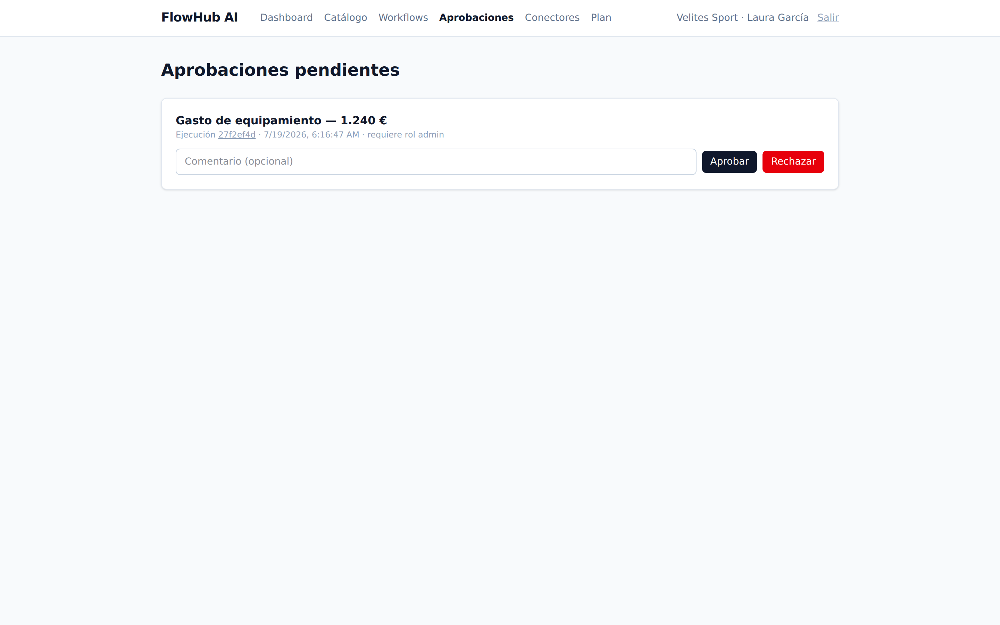 FlowHub AI Dashboard Catálogo Workflows Aprobaciones Conectores Plan Velites Sport · Laura García Salir
Aprobaciones pendientes
Gasto de equipamiento — 1.240 €
Ejecución 27f2ef4d · 7/19/2026, 6:16:47 AM · requiere rol admin
Comentario (opcional) Aprobar Rechazar